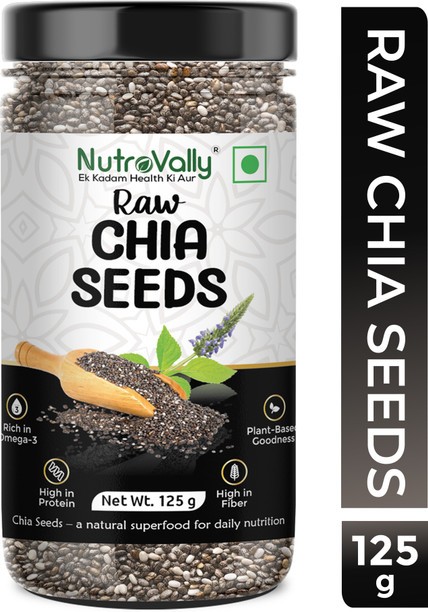 NutroVally®
Ek Kadam Health Ki Aur
Raw
CHIA
SEEDS
Rich in
Omega-3
Plant-Based
Goodness
High in
Protein
High in
Fiber
Net Wt. 125 g
Chia Seeds – a natural superfood for daily nutrition
RAW CHIA SEEDS
125
g